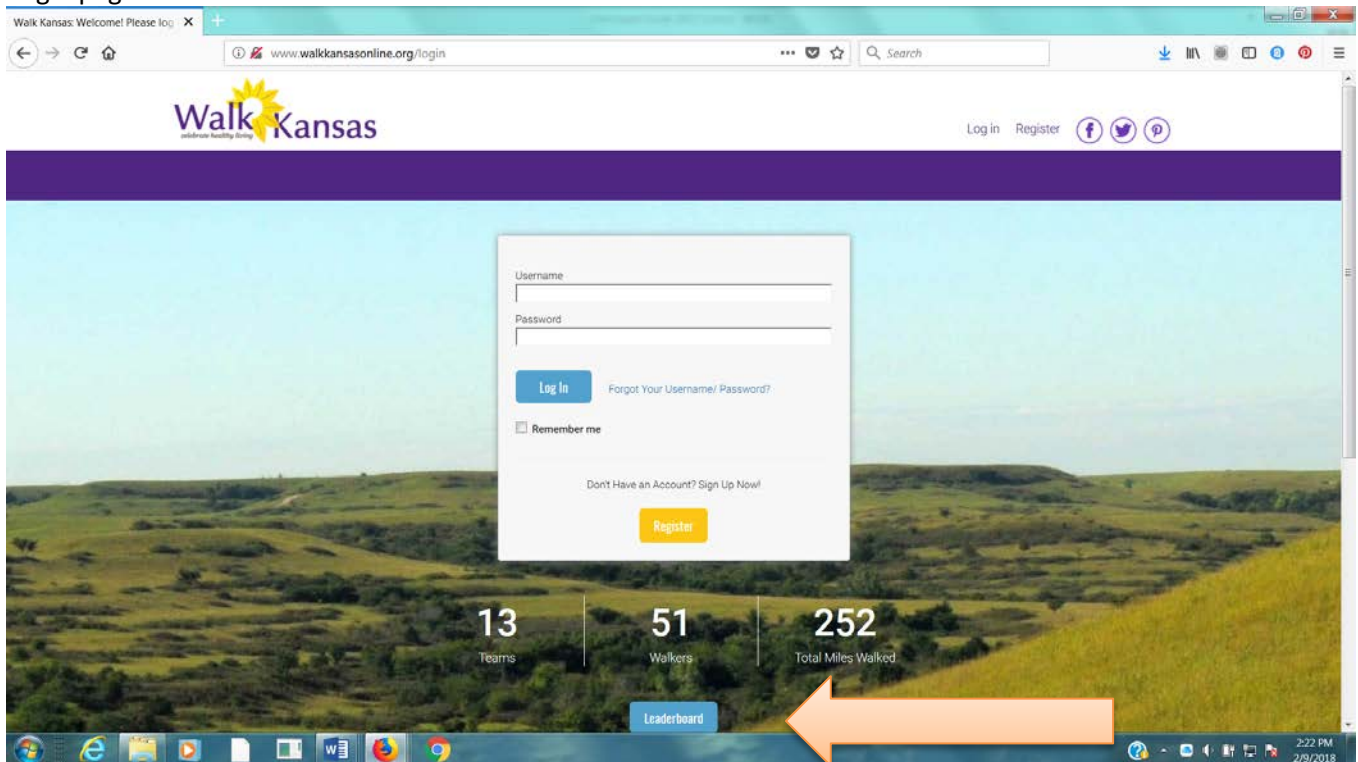 Walk Kansas: Welcome! Please log
www.walkkansasonline.org/login
Search
Walk Kansas
celebrate healthy living
Log in Register
Username
Password
Log In Forgot Your Username/ Password?
Remember me
Don't Have an Account? Sign Up Now!
Register
13 51 252
Teams Walkers Total Miles Walked
Leaderboard
2:22 PM
2/9/2018